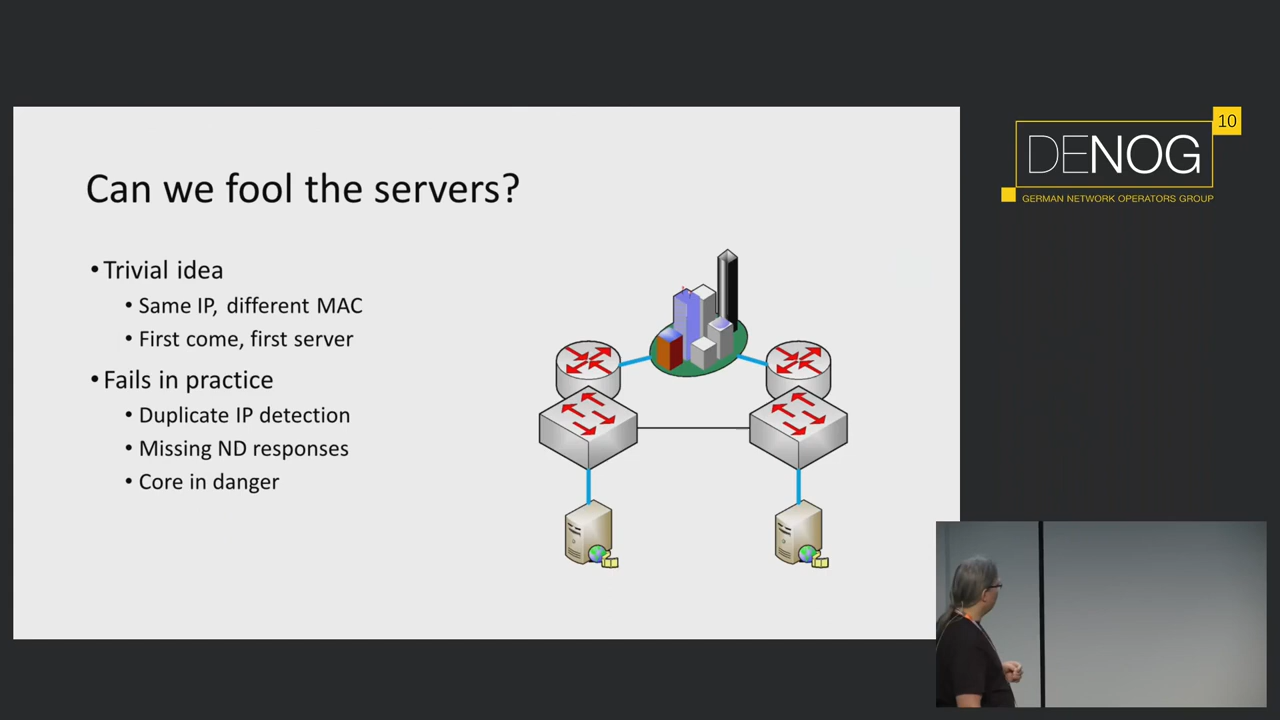 Can we fool the servers?
• Trivial idea
• Same IP, different MAC
• First come, first server
• Fails in practice
• Duplicate IP detection
• Missing ND responses
• Core in danger
10
DENOG
GERMAN NETWORK OPERATORS GROUP